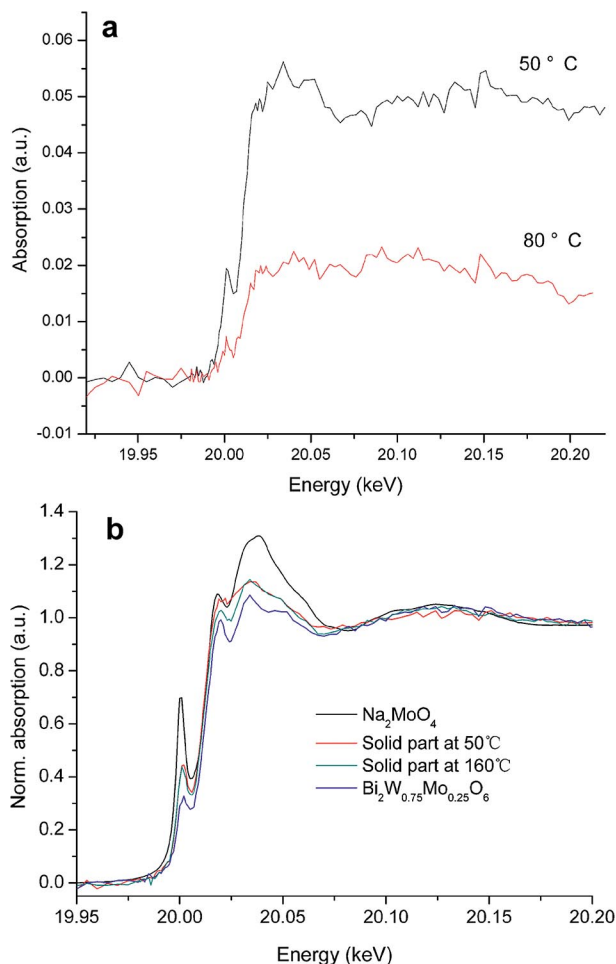 a
0.06
0.05
0.04
0.03
0.02
0.01
0.00
-0.01
Absorption (a.u.)
50 ° C
80 ° C
19.95 20.00 20.05 20.10 20.15 20.20
Energy (keV)
b
1.4
1.2
1.0
0.8
0.6
0.4
0.2
0.0
Norm. absorption (a.u.)
Na₂MoO₄
Solid part at 50℃
Solid part at 160℃
Bi₂W₀.₇₅Mo₀.₂₅O₆
19.95 20.00 20.05 20.10 20.15 20.20
Energy (keV)